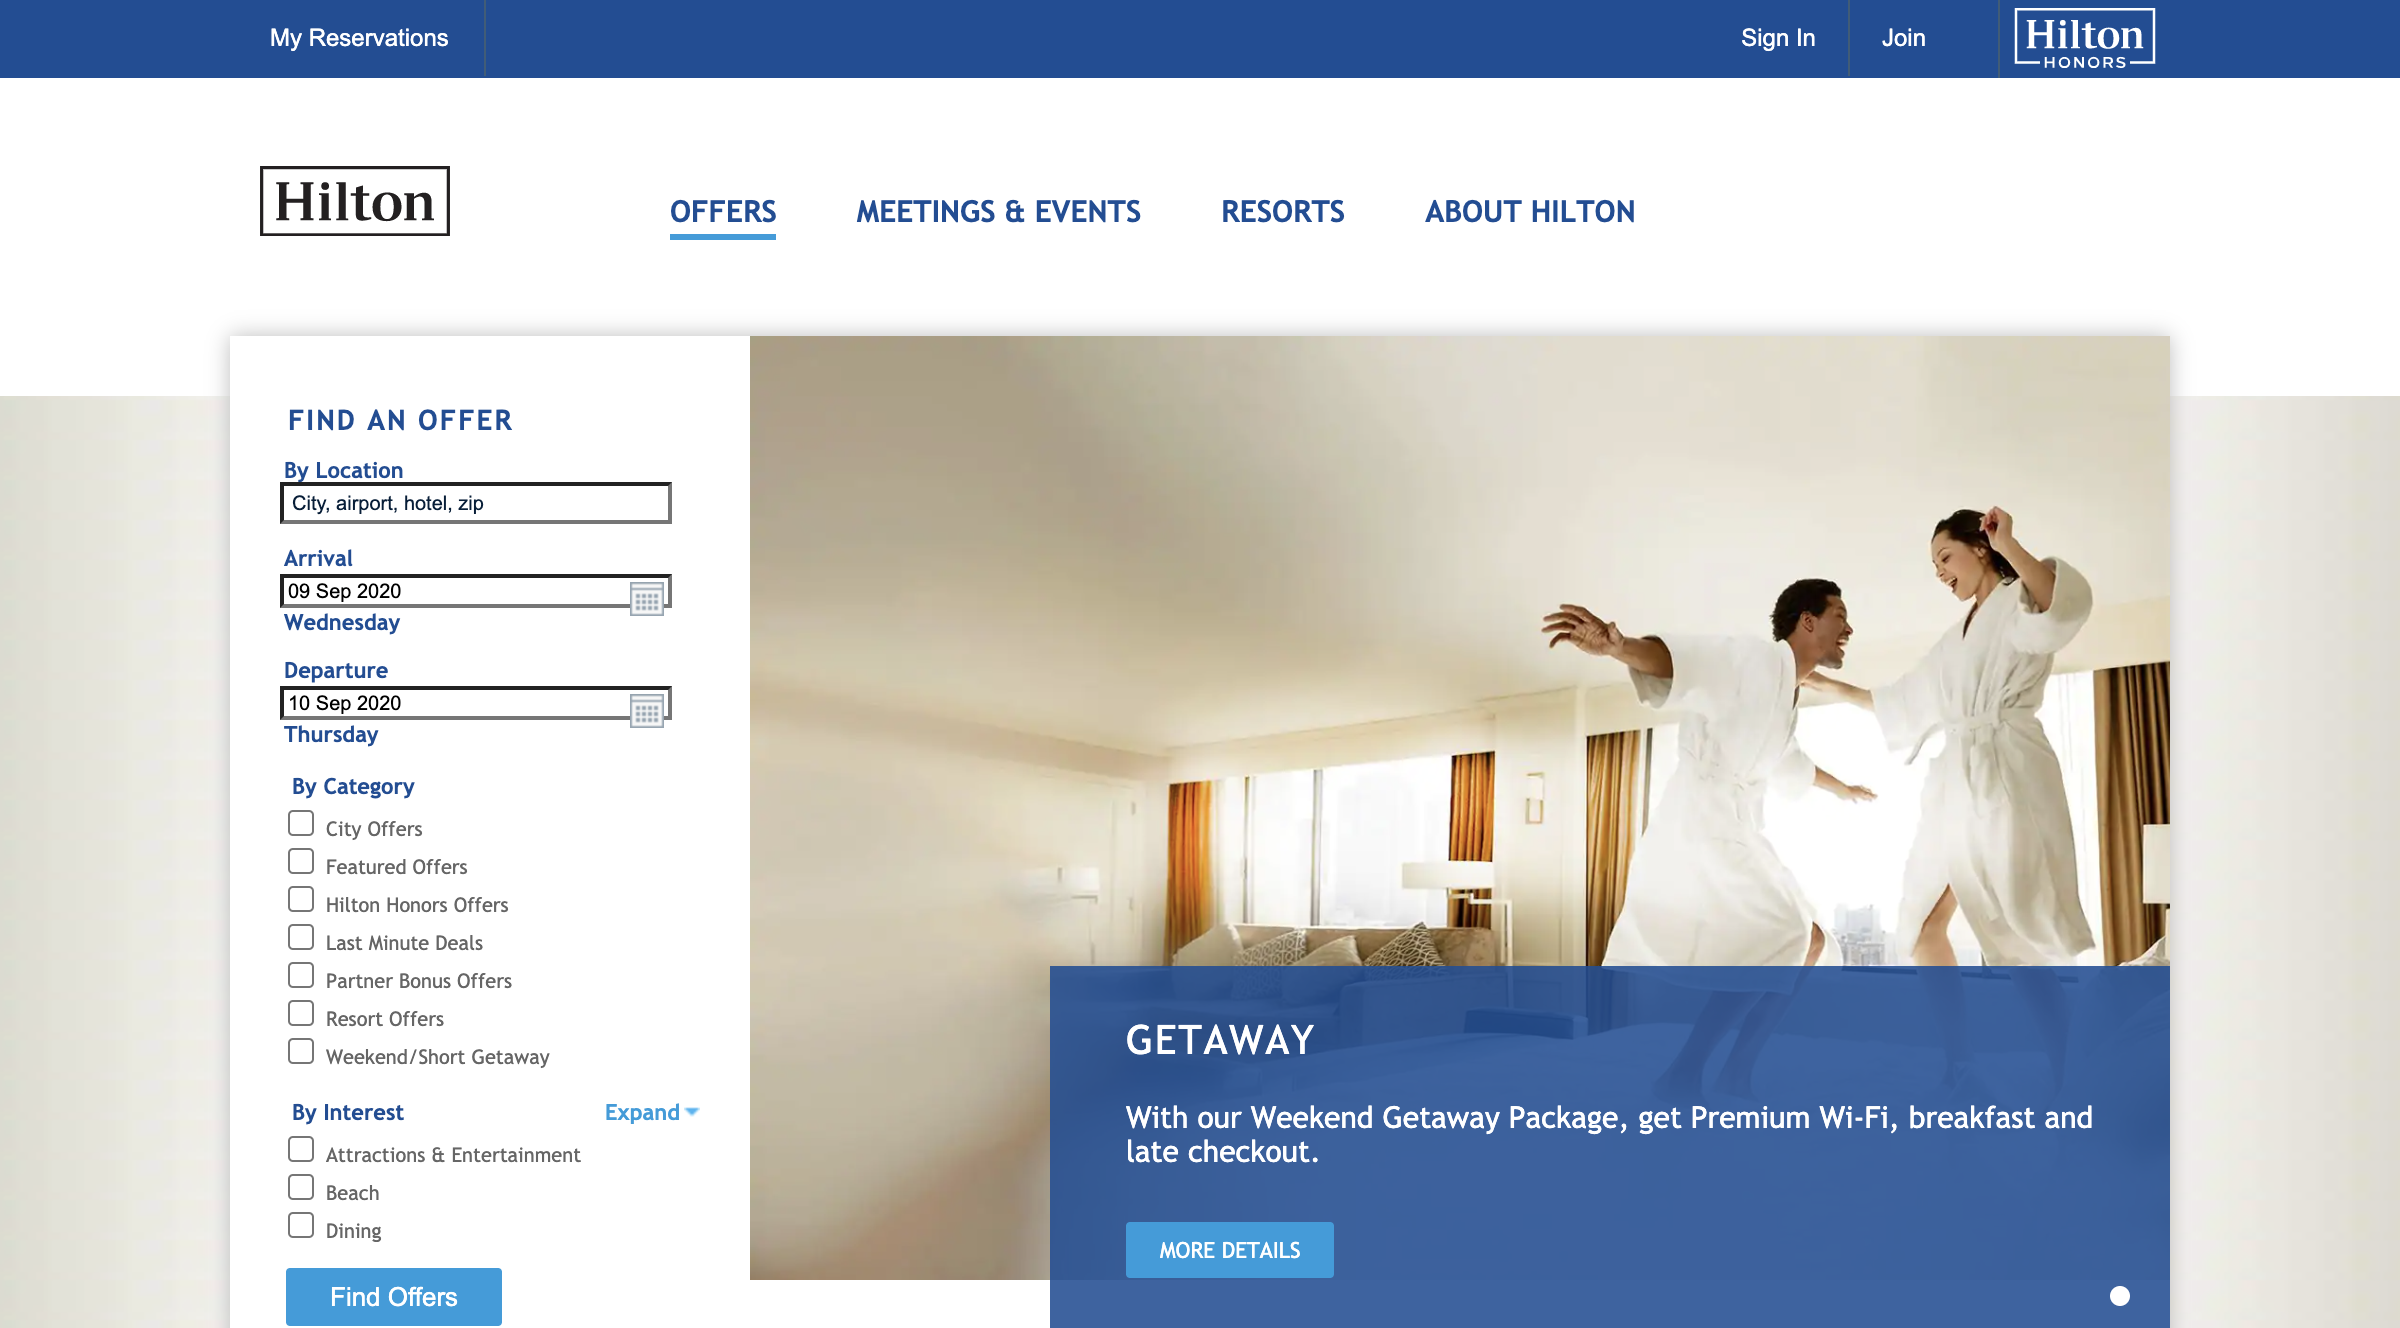 My Reservations
Sign In
Join
Hilton
HONORS
Hilton
OFFERS
MEETINGS & EVENTS
RESORTS
ABOUT HILTON
FIND AN OFFER
By Location
City, airport, hotel, zip
Arrival
09 Sep 2020
Wednesday
Departure
10 Sep 2020
Thursday
By Category
City Offers
Featured Offers
Hilton Honors Offers
Last Minute Deals
Partner Bonus Offers
Resort Offers
Weekend/Short Getaway
By Interest
Expand
Attractions & Entertainment
Beach
Dining
Find Offers
GETAWAY
With our Weekend Getaway Package, get Premium Wi-Fi, breakfast and
late checkout.
MORE DETAILS